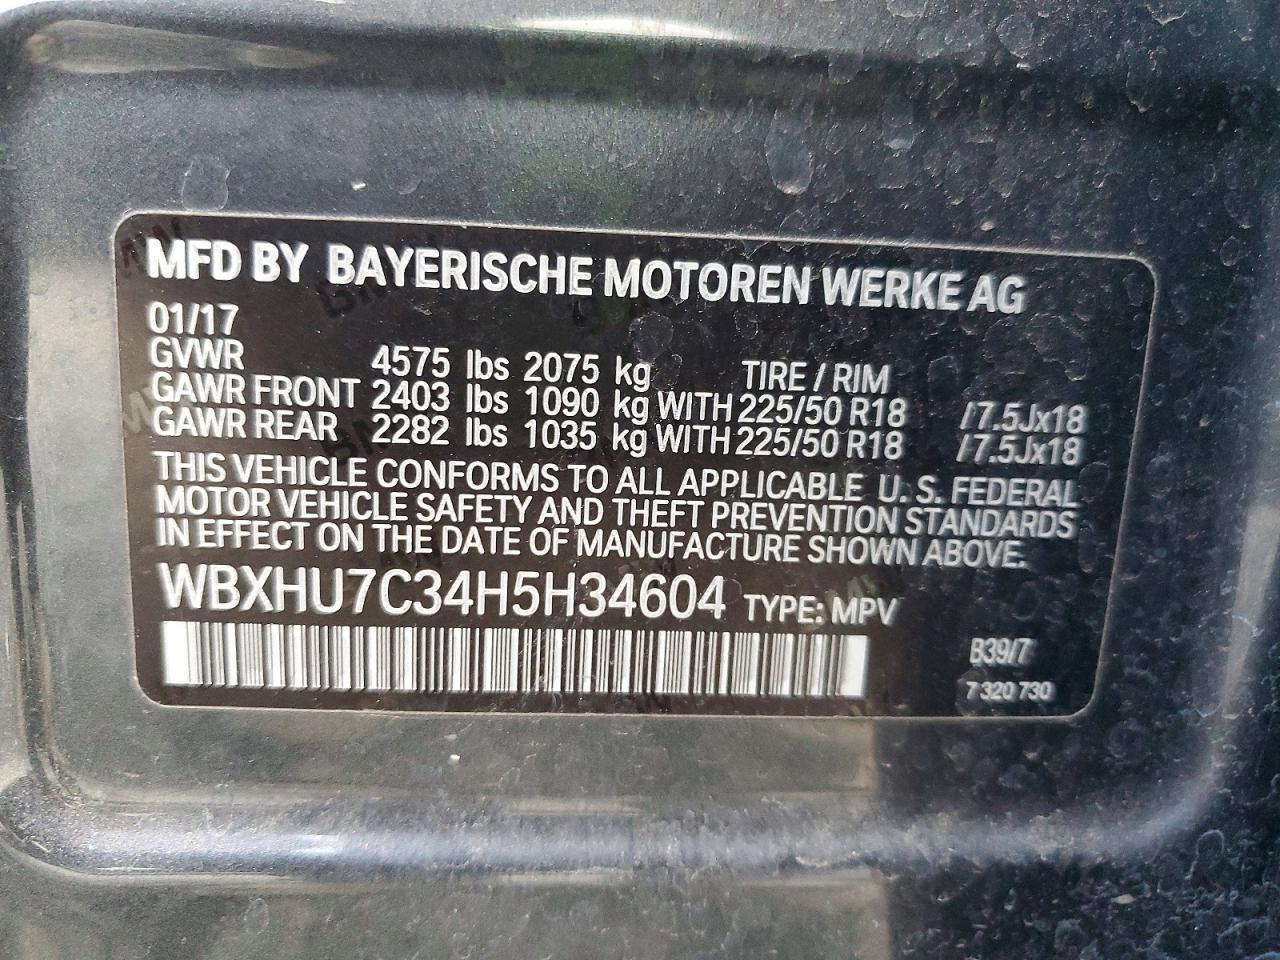 MFD BY BAYERISCHE MOTOREN WERKE AG
01/17
GVWR 4575 lbs 2075 kg TIRE / RIM
GAWR FRONT 2403 lbs 1090 kg WITH 225/50 R18 /7.5Jx18
GAWR REAR 2282 lbs 1035 kg WITH 225/50 R18 /7.5Jx18
THIS VEHICLE CONFORMS TO ALL APPLICABLE U. S. FEDERAL
MOTOR VEHICLE SAFETY AND THEFT PREVENTION STANDARDS
IN EFFECT ON THE DATE OF MANUFACTURE SHOWN ABOVE.
WBXHU7C34H5H34604 TYPE: MPV
B39/7
7 320 730